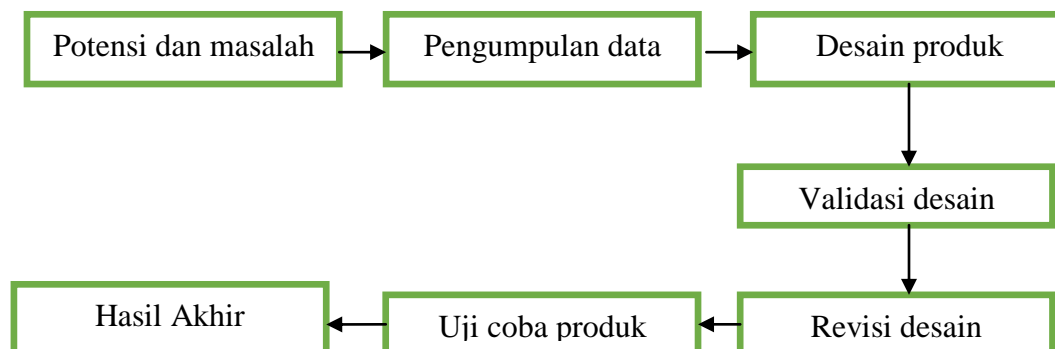 Potensi dan masalah
Pengumpulan data
Desain produk
Validasi desain
Revisi desain
Uji coba produk
Hasil Akhir